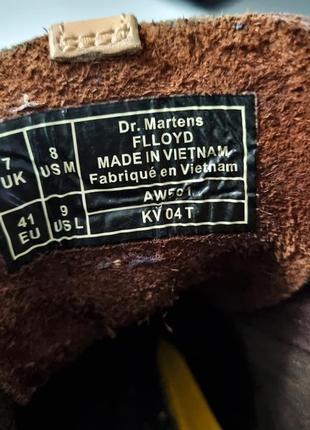 7
UK
8
US M
41
EU
9
US L
Dr. Martens
FLLOYD
MADE IN VIETNAM
Fabriqué en Vietnam
KV 04 T